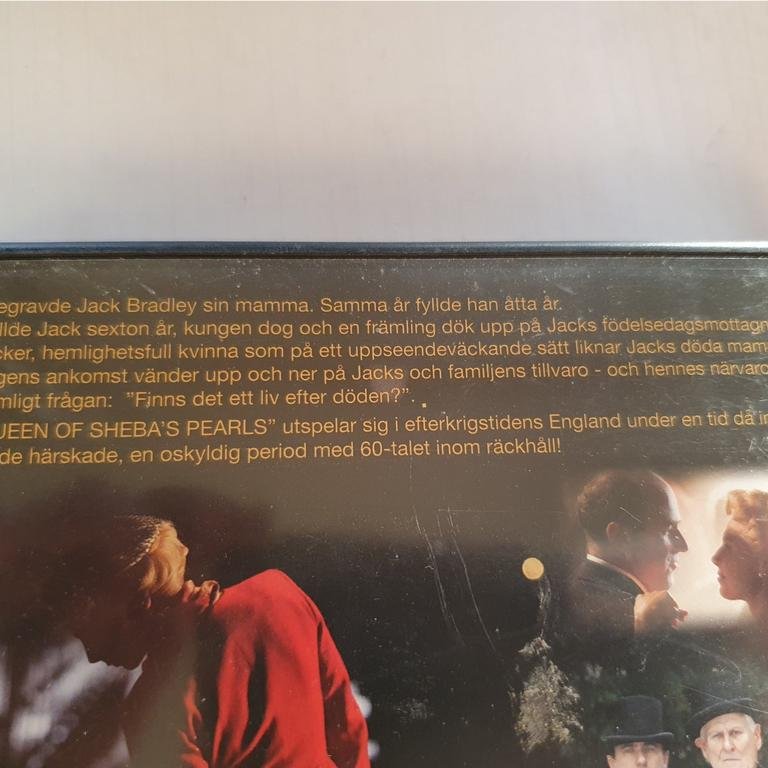 egravde Jack Bradley sin mamma. Samma år fyllde han åtta år.
llde Jack sexton år, kungen dog och en främling dök upp på Jacks födelsedagsmottagn
cker, hemlighetsfull kvinna som på ett uppseendeväckande sätt liknar Jacks döda mam
gens ankomst vänder upp och ner på Jacks och familjens tillvaro - och hennes närvaro
mligt frågan: ”Finns det ett liv efter döden?”.
UEEN OF SHEBA'S PEARLS” utspelar sig i efterkrigstidens England under en tid då in
de härskade, en oskyldig period med 60-talet inom räckhåll!